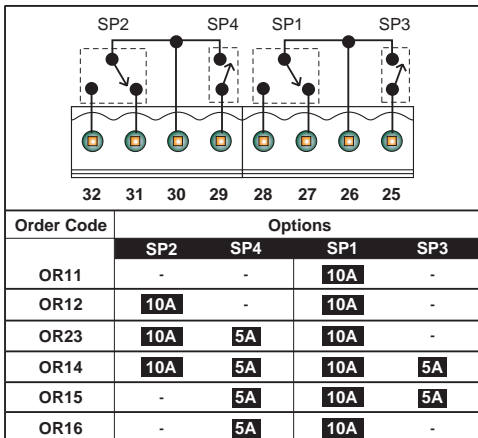 SP2 SP4 SP1 SP3
32 31 30 29 28 27 26 25
Order Code Options
SP2 SP4 SP1 SP3
OR11 - - 10A -
OR12 10A - 10A -
OR23 10A 5A 10A -
OR14 10A 5A 10A 5A
OR15 - 5A 10A 5A
OR16 - 5A 10A -